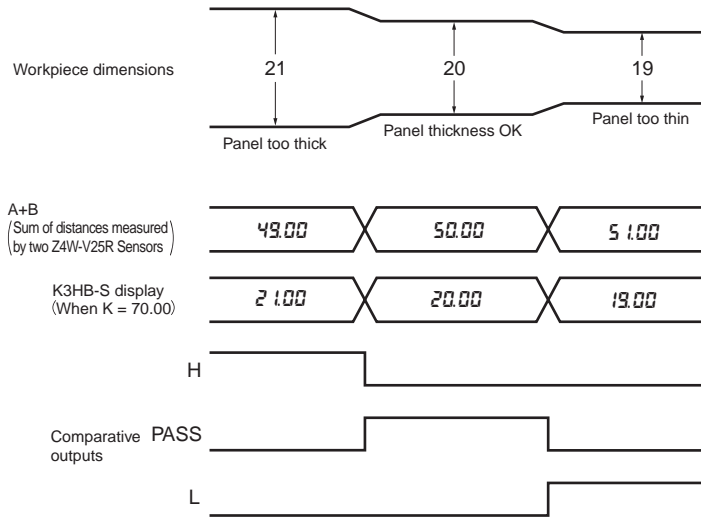 Workpiece dimensions
21
20
19
Panel too thick
Panel thickness OK
Panel too thin
A+B
(Sum of distances measured
by two Z4W-V25R Sensors)
49.00
50.00
51.00
K3HB-S display
(When K = 70.00)
21.00
20.00
19.00
H
Comparative
outputs
PASS
L